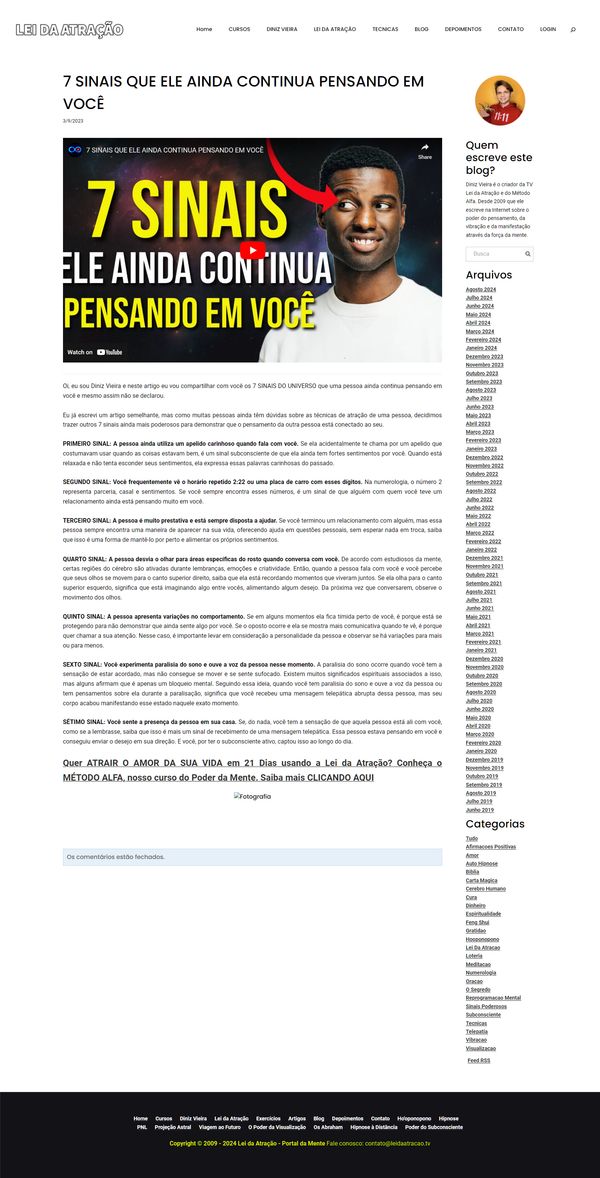 LEI DA ATRAÇÃO
Home CURSOS DINIZ VIEIRA LEI DA ATRAÇÃO TECNICAS BLOG DEPOIMENTOS CONTATO LOGIN
7 SINAIS QUE ELE AINDA CONTINUA PENSANDO EM
VOCÊ
3/9/2023
7 SINAIS QUE ELE AINDA CONTINUA PENSANDO EM VOCÊ
Share
7 SINAIS
ELE AINDA CONTINUA
PENSANDO EM VOCÊ
Watch on YouTube
Oi, eu sou Diniz Vieira e neste artigo eu vou compartilhar com você os 7 SINAIS DO UNIVERSO que uma pessoa ainda continua pensando em
você e mesmo assim não se declarou.
Eu já escrevi um artigo semelhante, mas como muitas pessoas ainda têm dúvidas sobre as técnicas de atração de uma pessoa, decidimos
trazer outros 7 sinais ainda mais poderosos para demonstrar que o pensamento da outra pessoa está conectado ao seu.
PRIMEIRO SINAL: A pessoa ainda utiliza um apelido carinhoso quando fala com você. Se ela acidentalmente te chama por um apelido que
costumavam usar quando as coisas estavam bem, é um sinal subconsciente de que ela ainda tem fortes sentimentos por você. Quando está
relaxada e não tenta esconder seus sentimentos, ela expressa essas palavras carinhosas do passado.
SEGUNDO SINAL: Você frequentemente vê o horário repetido 2:22 ou uma placa de carro com esses dígitos. Na numerologia, o número 2
representa parceria, casal e sentimentos. Se você sempre encontra esses números, é um sinal de que alguém com quem você teve um
relacionamento ainda está pensando muito em você.
TERCEIRO SINAL: A pessoa é muito prestativa e está sempre disposta a ajudar. Se você terminou um relacionamento com alguém, mas essa
pessoa sempre encontra uma maneira de aparecer na sua vida, oferecendo ajuda em questões pessoais, sem esperar nada em troca, saiba
que isso é uma forma de mantê-lo por perto e alimentar os próprios sentimentos.
QUARTO SINAL: A pessoa desvia o olhar para áreas específicas do rosto quando conversa com você. De acordo com estudiosos da mente,
certas regiões do cérebro são ativadas durante lembranças, emoções e criatividade. Então, quando a pessoa fala com você e você percebe
que seus olhos se movem para o canto superior direito, saiba que ela está recordando momentos que viveram juntos. Se ela olha para o canto
superior esquerdo, significa que está imaginando algo entre vocês, alimentando algum desejo. Da próxima vez que conversarem, observe o
movimento dos olhos.
QUINTO SINAL: A pessoa apresenta variações no comportamento. Se em alguns momentos ela fica tímida perto de você, é porque está se
protegendo para não demonstrar que ainda sente algo por você. Se o oposto ocorre e ela se mostra mais comunicativa quando te vê, é porque
quer chamar a sua atenção. Nesse caso, é importante levar em consideração a personalidade da pessoa e observar se há variações para mais
ou para menos.
SEXTO SINAL: Você experimenta paralisia do sono e ouve a voz da pessoa nesse momento. A paralisia do sono ocorre quando você tem a
sensação de estar acordado, mas não consegue se mover e se sente sufocado. Existem muitos significados espirituais associados a isso,
mas alguns afirmam que é apenas um bloqueio mental. Seguindo essa ideia, quando você tem paralisia do sono e ouve a voz da pessoa ou
tem pensamentos sobre ela durante a paralisação, significa que você recebeu uma mensagem telepática abrupta dessa pessoa, mas seu
corpo acabou manifestando esse estado naquele exato momento.
SÉTIMO SINAL: Você sente a presença da pessoa em sua casa. Se, do nada, você tem a sensação de que aquela pessoa está ali com você,
como se a lembrasse, saiba que isso é mais um sinal de recebimento de uma mensagem telepática. Essa pessoa estava pensando em você e
conseguiu enviar o desejo em sua direção. E você, por ter o subconsciente ativo, captou isso ao longo do dia.
Quer ATRAIR O AMOR DA SUA VIDA em 21 Dias usando a Lei da Atração? Conheça o
MÉTODO ALFA, nosso curso do Poder da Mente. Saiba mais CLICANDO AQUI
Fotografia
Os comentários estão fechados.
11:11
Quem
escreve este
blog?
Diniz Vieira é o criador da TV
Lei da Atração e do Método
Alfa. Desde 2009 que ele
escreve na Internet sobre o
poder do pensamento, da
vibração e da manifestação
através da força da mente.
Busca
Arquivos
Agosto 2024
Julho 2024
Junho 2024
Maio 2024
Abril 2024
Março 2024
Fevereiro 2024
Janeiro 2024
Dezembro 2023
Novembro 2023
Outubro 2023
Setembro 2023
Agosto 2023
Julho 2023
Junho 2023
Maio 2023
Abril 2023
Março 2023
Fevereiro 2023
Janeiro 2023
Dezembro 2022
Novembro 2022
Outubro 2022
Setembro 2022
Agosto 2022
Julho 2022
Junho 2022
Maio 2022
Abril 2022
Março 2022
Fevereiro 2022
Janeiro 2022
Dezembro 2021
Novembro 2021
Outubro 2021
Setembro 2021
Agosto 2021
Julho 2021
Junho 2021
Maio 2021
Abril 2021
Março 2021
Fevereiro 2021
Janeiro 2021
Dezembro 2020
Novembro 2020
Outubro 2020
Setembro 2020
Agosto 2020
Julho 2020
Junho 2020
Maio 2020
Abril 2020
Março 2020
Fevereiro 2020
Janeiro 2020
Dezembro 2019
Novembro 2019
Outubro 2019
Setembro 2019
Agosto 2019
Julho 2019
Junho 2019
Categorias
Tudo
Afirmacoes Positivas
Amor
Auto Hipnose
Biblia
Carta Magica
Cerebro Humano
Cura
Dinheiro
Espiritualidade
Feng Shui
Gratidao
Hooponopono
Lei Da Atracao
Loteria
Meditacao
Numerologia
Oracao
O Segredo
Reprogramacao Mental
Sinais Poderosos
Subconsciente
Tecnicas
Telepatia
Vibracao
Visualizacao
Feed RSS
Home Cursos Diniz Vieira Lei da Atração Exercícios Artigos Blog Depoimentos Contato Ho'oponopono Hipnose
PNL Projeção Astral Viagem ao Futuro O Poder da Visualização Os Abraham Hipnose à Distância Poder do Subconsciente
Copyright © 2009 - 2024 Lei da Atração - Portal da Mente Fale conosco: contato@leidaatracao.tv